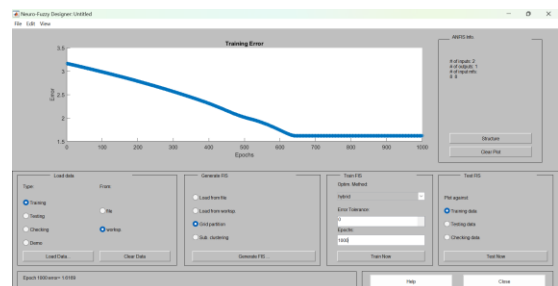 Neuro-Fuzzy Designer: Untitled
File Edit View
Training Error
3.5
3
2.5
2
1.5
Error
0 100 200 300 400 500 600 700 800 900 1000
Epochs
ANFIS Info.
# of inputs: 2
# of outputs: 1
# of input mfs:
Structure
Clear Plot
Load data
Type:
From:
Training
Testing
Checking
Demo
file
worksp.
Load Data...
Clear Data
Generate FIS
Load from file
Load from worksp.
Grid partition
Sub. clustering
Generate FIS ...
Train FIS
Optim. Method:
hybrid
Error Tolerance:
0
Epochs:
1000
Train Now
Test FIS
Plot against:
Training data
Testing data
Checking data
Test Now
Help
Close